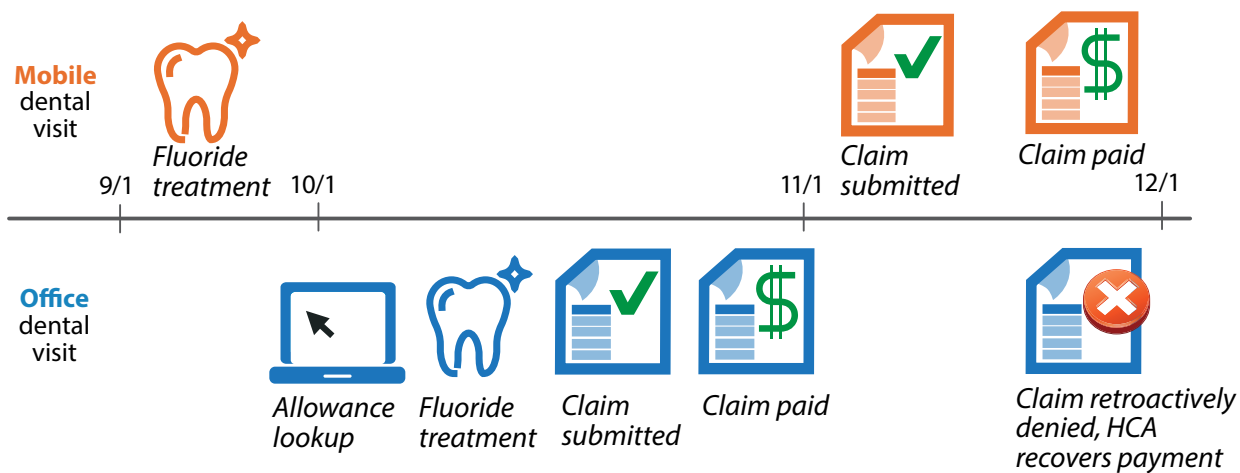 Mobile
dental
visit
Fluoride
treatment
Claim
submitted
Claim paid
9/1
10/1
11/1
12/1
Office
dental
visit
Allowance
lookup
Fluoride
treatment
Claim
submitted
Claim paid
Claim retroactively
denied, HCA
recovers payment